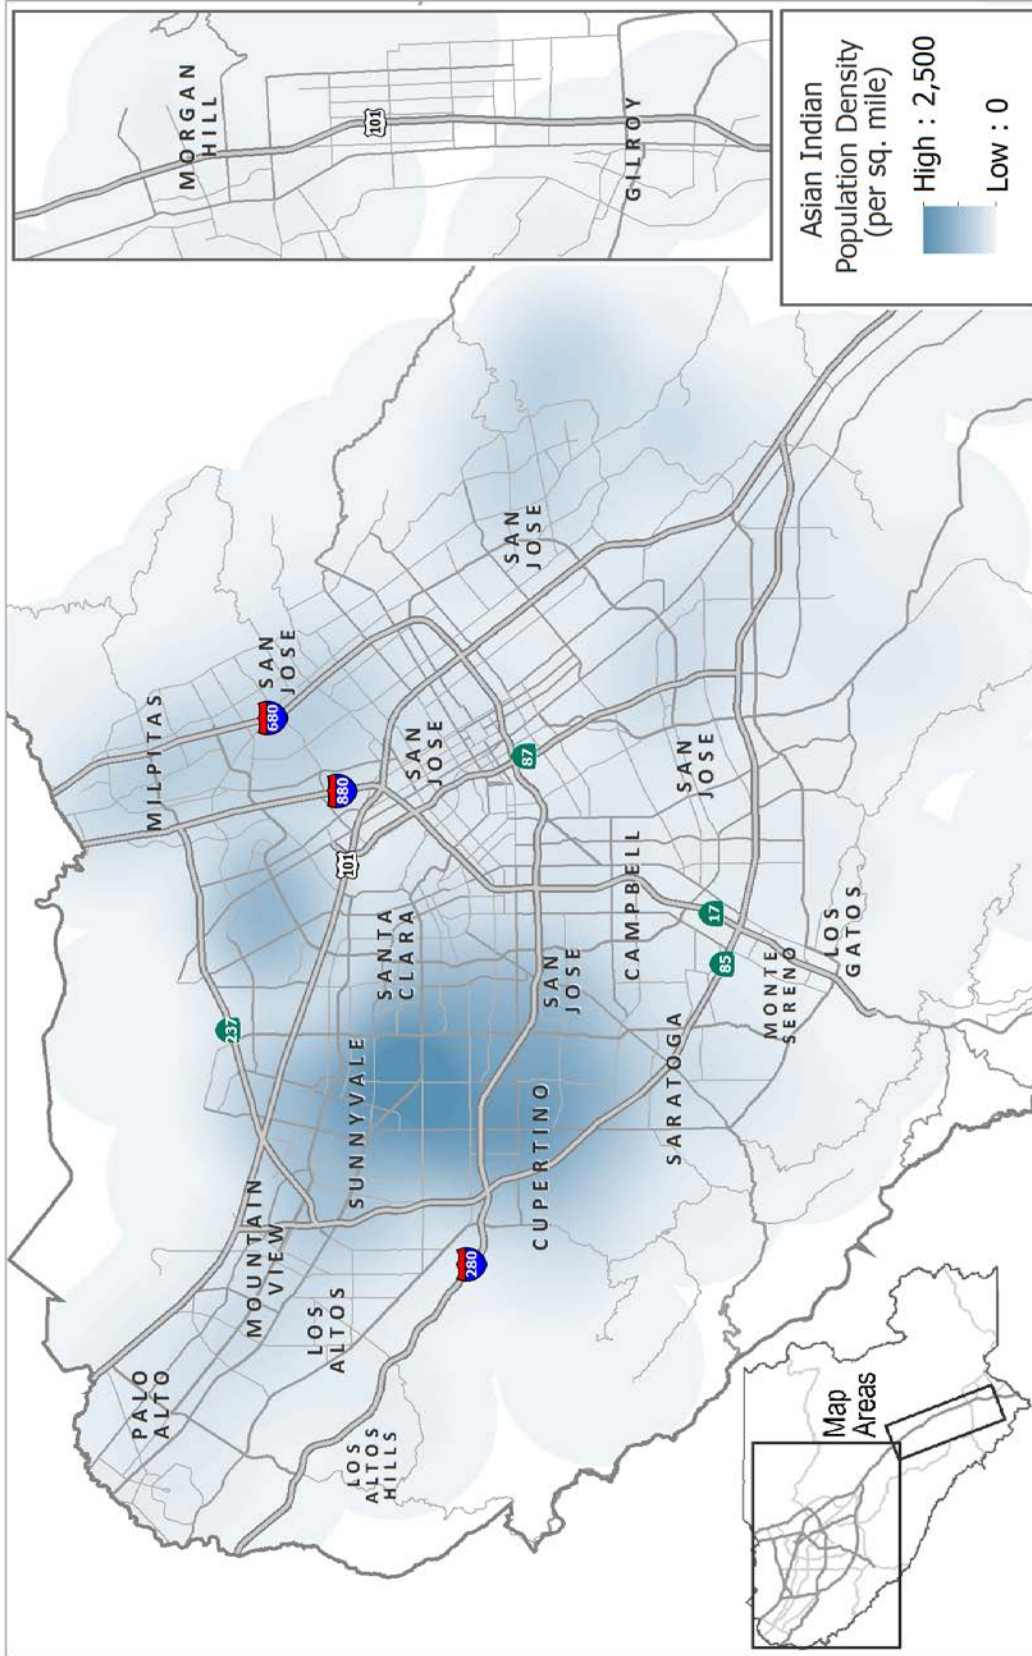 PALO
ALTO
MOUNTAIN
VIEW
LOS
ALTOS
LOS
ALTOS
HILLS
237
SUNNYVALE
280
CUPERTINO
SANTA
CLARA
MILPITAS
880
680
SAN
JOSE
101
SAN
JOSE
87
SAN
JOSE
SAN
JOSE
CAMPBELL
SARATOGA
85
17
MONTE
SERENO
LOS
GATOS
SAN
JOSE
MORGAN
HILL
101
GILROY
Map
Areas
Asian Indian
Population Density
(per sq. mile)
High : 2,500
Low : 0